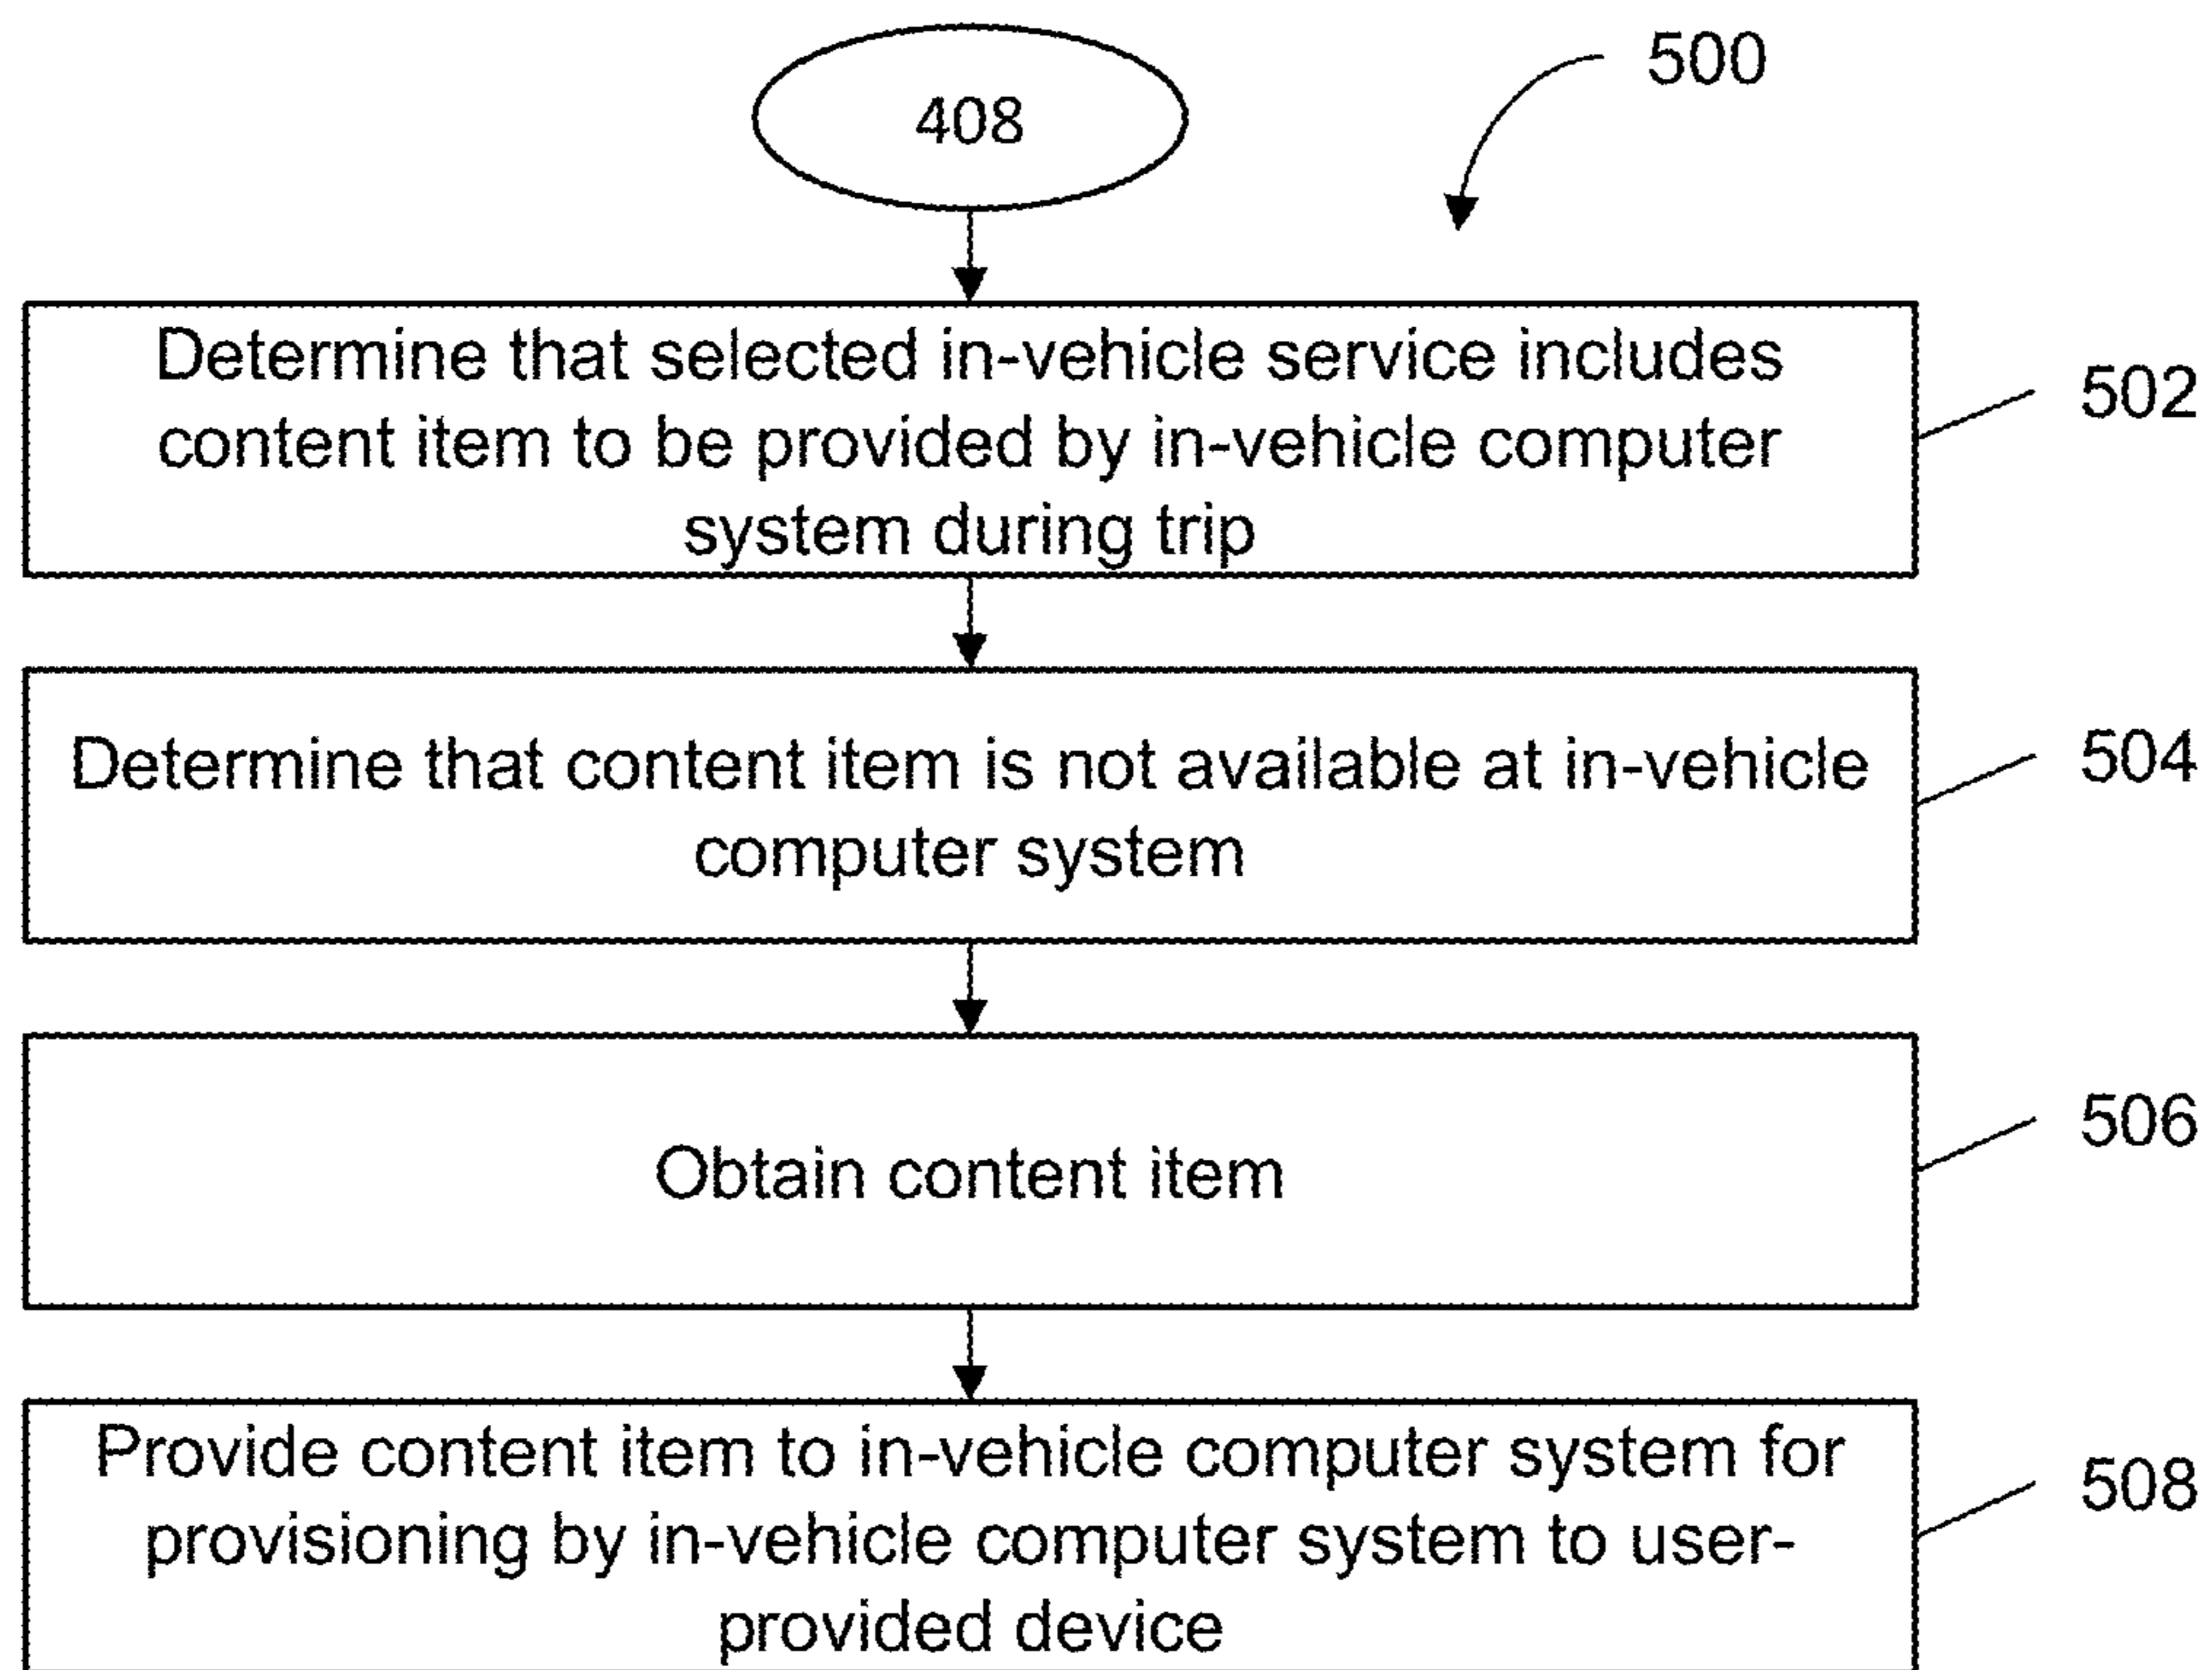 500
408
Determine that selected in-vehicle service includes
content item to be provided by in-vehicle computer
system during trip
502
Determine that content item is not available at in-vehicle
computer system
504
Obtain content item
506
Provide content item to in-vehicle computer system for
provisioning by in-vehicle computer system to user-
provided device
508